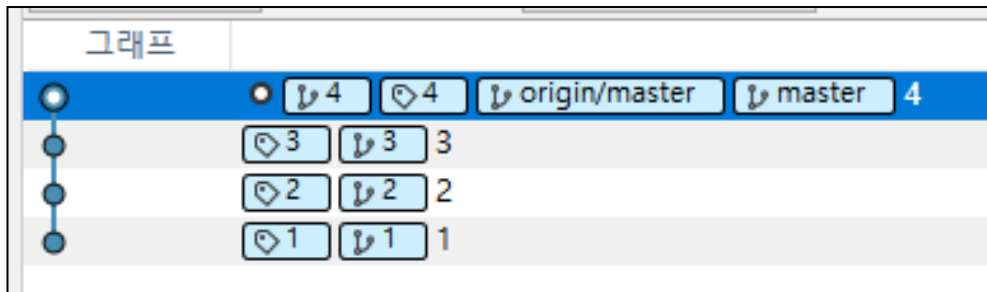 그래프
4 4 origin/master master 4
3 3 3
2 2 2
1 1 1